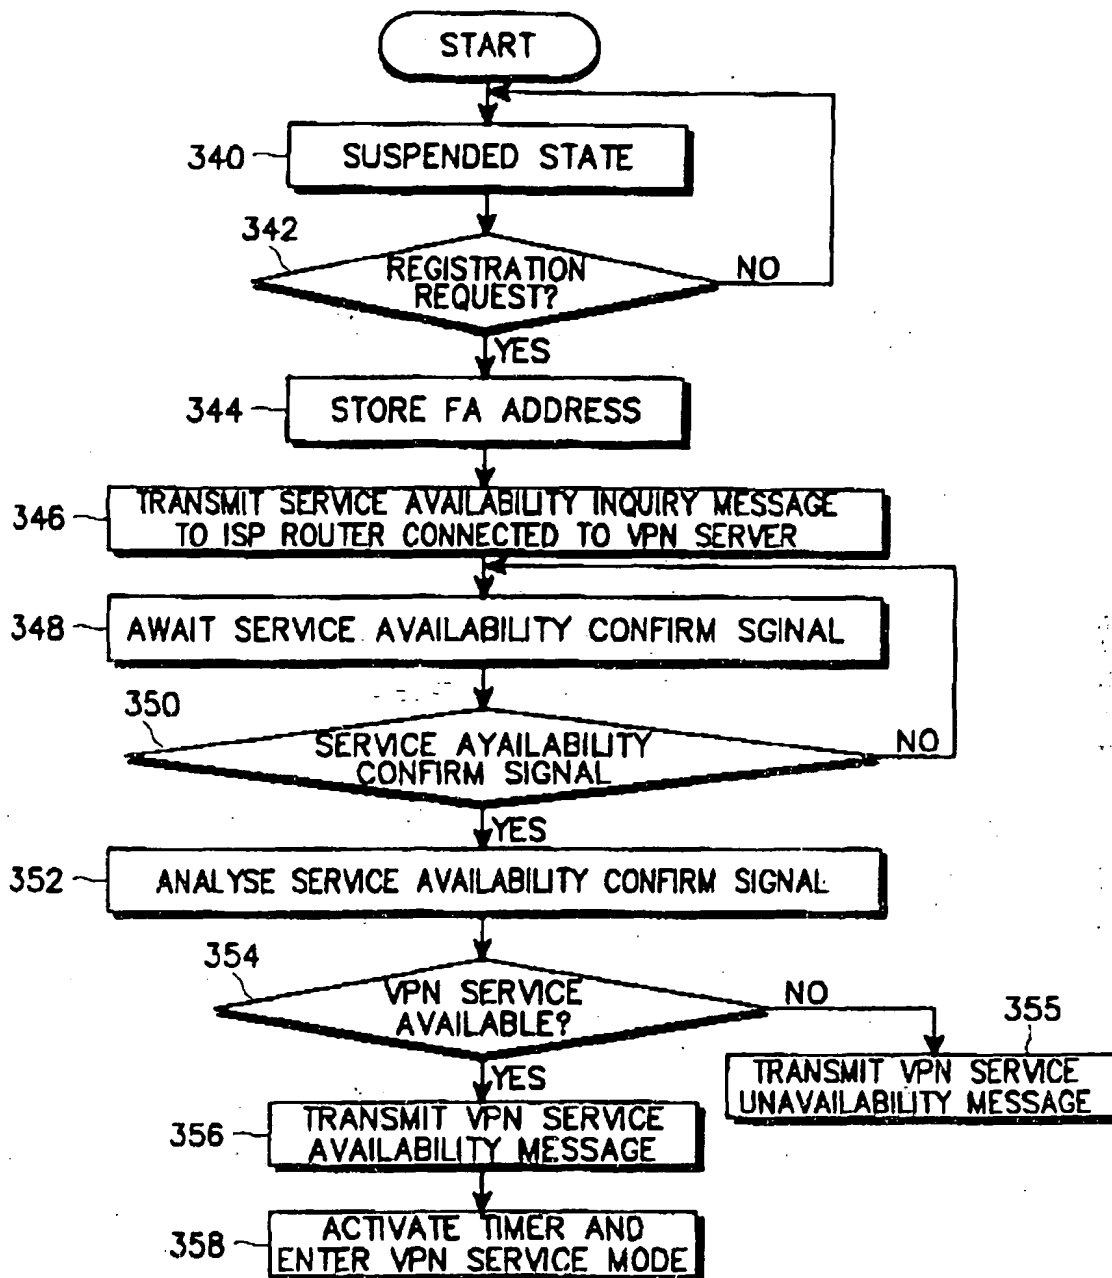 START
340
SUSPENDED STATE
342
REGISTRATION
REQUEST?
NO
YES
344
STORE FA ADDRESS
346
TRANSMIT SERVICE AVAILABILITY INQUIRY MESSAGE
TO ISP ROUTER CONNECTED TO VPN SERVER
348
AWAIT SERVICE AVAILABILITY CONFIRM SGINAL
350
SERVICE AYAILABILITY
CONFIRM SIGNAL
NO
YES
352
ANALYSE SERVICE AVAILABILITY CONFIRM SIGNAL
354
VPN SERVICE
AVAILABLE?
NO
355
TRANSMIT VPN SERVICE
UNAVAILABILITY MESSAGE
YES
356
TRANSMIT VPN SERVICE
AVAILABILITY MESSAGE
358
ACTIVATE TIMER AND
ENTER VPN SERVICE MODE